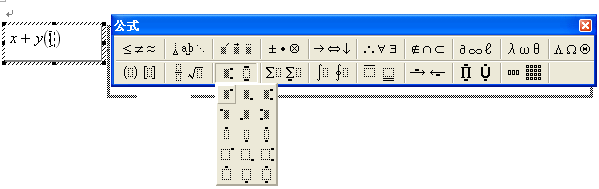 公式
x + y( )
≤ ≠ ≈ ∫ a͟b ⋱ ± • ⊗ → ⇔ ↓ ∴ ∀ ∃ ∉ ∩ ⊂ ∂ ∞ ℓ λ ω θ Λ Ω Θ
(▯) [▯] √▯ Σ▯ Σ▯ ∫▯ ∮▯ → ← Π Ů